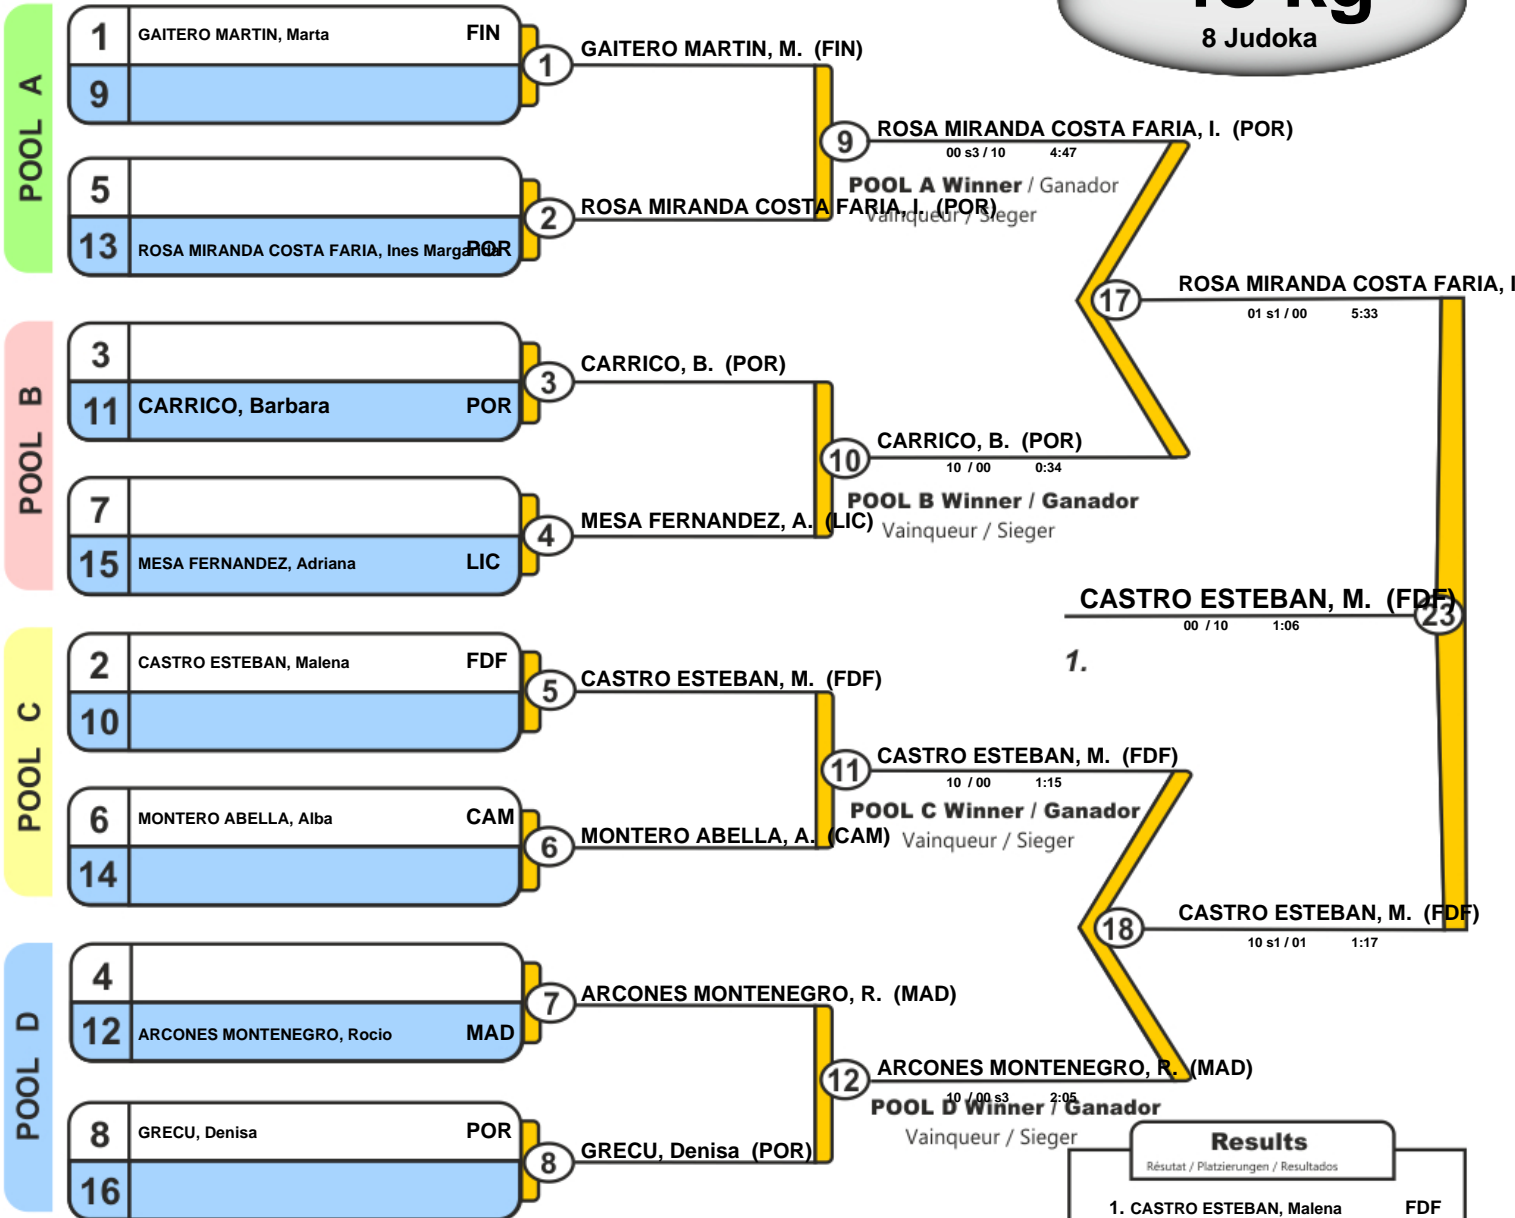 8 Judoka
POOL A
1 GAITERO MARTIN, Marta FIN
9
5
13 ROSA MIRANDA COSTA FARIA, Ines Margarida POR
1 GAITERO MARTIN, M. (FIN)
2 ROSA MIRANDA COSTA FARIA, I. (POR)
9 ROSA MIRANDA COSTA FARIA, I. (POR)
00 s3 / 10 4:47
POOL A Winner / Ganador
Vainqueur / Sieger
POOL B
3
11 CARRICO, Barbara POR
7
15 MESA FERNANDEZ, Adriana LIC
3 CARRICO, B. (POR)
4 MESA FERNANDEZ, A. (LIC)
10 CARRICO, B. (POR)
10 / 00 0:34
POOL B Winner / Ganador
Vainqueur / Sieger
17 ROSA MIRANDA COSTA FARIA, I
01 s1 / 00 5:33
CASTRO ESTEBAN, M. (FDF) 23
00 / 10 1:06
1.
POOL C
2 CASTRO ESTEBAN, Malena FDF
10
6 MONTERO ABELLA, Alba CAM
14
5 CASTRO ESTEBAN, M. (FDF)
6 MONTERO ABELLA, A. (CAM)
11 CASTRO ESTEBAN, M. (FDF)
10 / 00 1:15
POOL C Winner / Ganador
Vainqueur / Sieger
18 CASTRO ESTEBAN, M. (FDF)
10 s1 / 01 1:17
POOL D
4
12 ARCONES MONTENEGRO, Rocio MAD
8 GRECU, Denisa POR
16
7 ARCONES MONTENEGRO, R. (MAD)
8 GRECU, Denisa (POR)
12 ARCONES MONTENEGRO, R. (MAD)
10 / 00 s3 2:05
POOL D Winner / Ganador
Vainqueur / Sieger
Results
Résutat / Platzierungen / Resultados
1. CASTRO ESTEBAN, Malena FDF